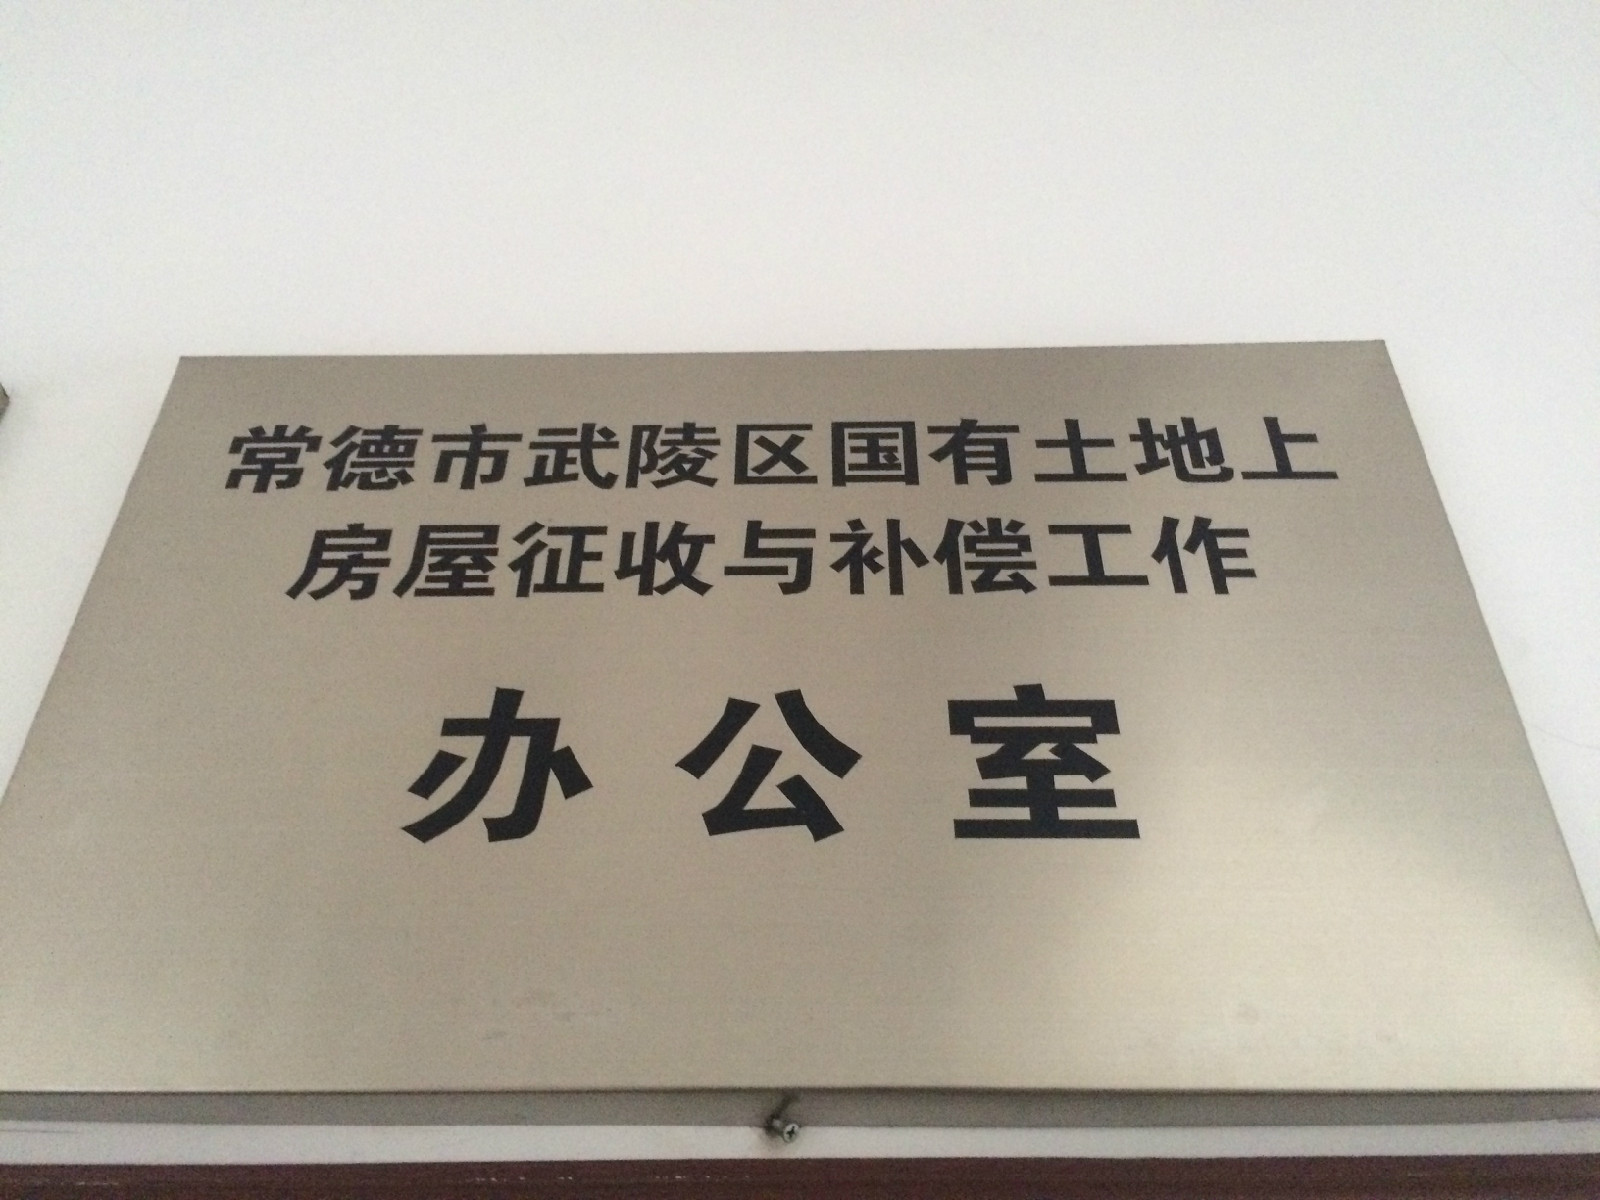 常德市武陵区国有土地上
房屋征收与补偿工作
办公室